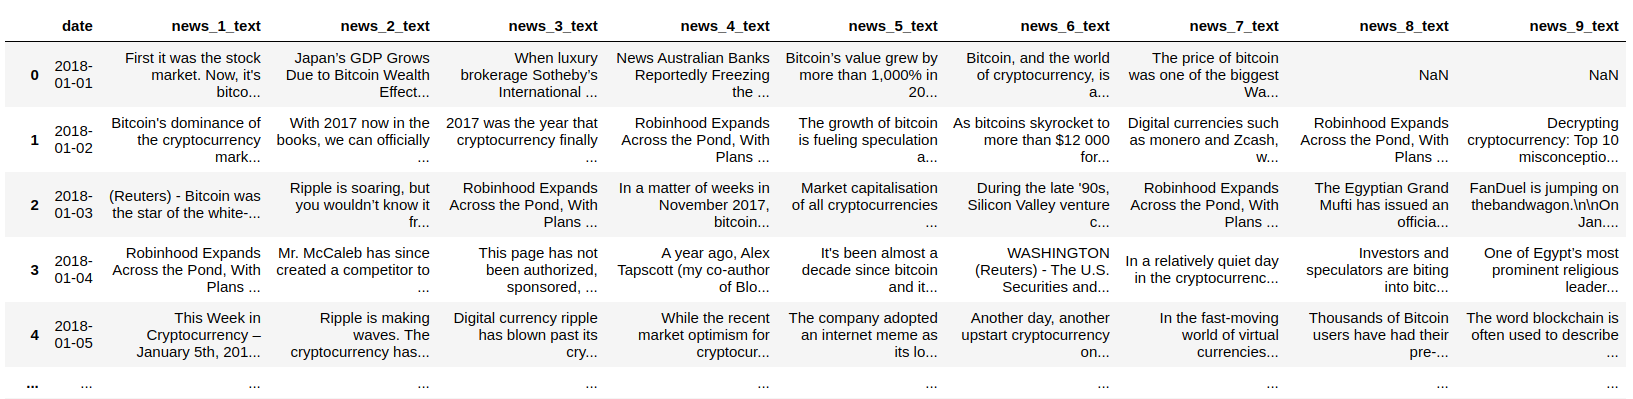 date news_1_text news_2_text news_3_text news_4_text news_5_text news_6_text news_7_text news_8_text news_9_text
First it was the stock Japan’s GDP Grows When luxury News Australian Banks Bitcoin’s value grew by Bitcoin, and the world The price of bitcoin
0 2018- market. Now, it's Due to Bitcoin Wealth brokerage Sotheby’s Reportedly Freezing more than 1,000% in of cryptocurrency, is was one of the biggest NaN NaN
01-01 bitco... Effect... International ... the ... 20... a... Wa...
Bitcoin's dominance of With 2017 now in the 2017 was the year that Robinhood Expands The growth of bitcoin As bitcoins skyrocket to Digital currencies such Robinhood Expands Decrypting
1 2018- the cryptocurrency books, we can officially cryptocurrency finally Across the Pond, With is fueling speculation more than $12 000 as monero and Zcash, Across the Pond, With cryptocurrency: Top 10
01-02 mark... ... ... Plans ... a... for... w... Plans ... misconceptio...
Ripple is soaring, but Robinhood Expands In a matter of weeks in Market capitalisation During the late '90s, Robinhood Expands The Egyptian Grand FanDuel is jumping on
2 2018- (Reuters) - Bitcoin was you wouldn’t know it Across the Pond, With November 2017, of all cryptocurrencies Silicon Valley venture Across the Pond, With Mufti has issued an thebandwagon.\n\nOn
01-03 the star of the white-... fr... Plans ... bitcoin... ... c... Plans ... officia... Jan....
Robinhood Expands Mr. McCaleb has since This page has not A year ago, Alex It's been almost a WASHINGTON Investors and One of Egypt’s most
3 2018- Across the Pond, With created a competitor to been authorized, Tapscott (my co-author decade since bitcoin (Reuters) - The U.S. In a relatively quiet day speculators are biting prominent religious
01-04 Plans ... ... sponsored, ... of Blo... and it... Securities and... in the cryptocurrenc... into bitc... leader...
This Week in Ripple is making Digital currency ripple While the recent The company adopted Another day, another In the fast-moving Thousands of Bitcoin The word blockchain is
4 2018- Cryptocurrency – waves. The has blown past its market optimism for an internet meme as upstart cryptocurrency world of virtual users have had their often used to describe
01-05 January 5th, 201... cryptocurrency has... cry... cryptocur... its lo... on... currencies... pre-... ...
... ... ... ... ... ... ... ... ... ... ...